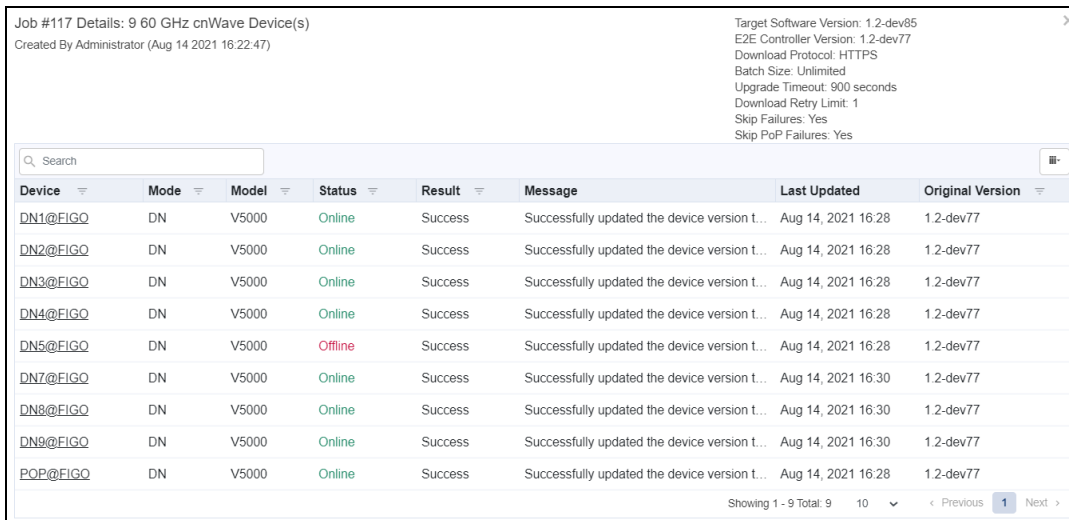 Job #117 Details: 9 60 GHz cnWave Device(s)
Created By Administrator (Aug 14 2021 16:22:47)
Target Software Version: 1.2-dev85
E2E Controller Version: 1.2-dev77
Download Protocol: HTTPS
Batch Size: Unlimited
Upgrade Timeout: 900 seconds
Download Retry Limit: 1
Skip Failures: Yes
Skip PoP Failures: Yes
Search
Device Mode Model Status Result Message Last Updated Original Version
DN1@FIGO DN V5000 Online Success Successfully updated the device version t... Aug 14, 2021 16:28 1.2-dev77
DN2@FIGO DN V5000 Online Success Successfully updated the device version t... Aug 14, 2021 16:28 1.2-dev77
DN3@FIGO DN V5000 Online Success Successfully updated the device version t... Aug 14, 2021 16:28 1.2-dev77
DN4@FIGO DN V5000 Online Success Successfully updated the device version t... Aug 14, 2021 16:28 1.2-dev77
DN5@FIGO DN V5000 Offline Success Successfully updated the device version t... Aug 14, 2021 16:28 1.2-dev77
DN7@FIGO DN V5000 Online Success Successfully updated the device version t... Aug 14, 2021 16:30 1.2-dev77
DN8@FIGO DN V5000 Online Success Successfully updated the device version t... Aug 14, 2021 16:30 1.2-dev77
DN9@FIGO DN V5000 Online Success Successfully updated the device version t... Aug 14, 2021 16:30 1.2-dev77
POP@FIGO DN V5000 Online Success Successfully updated the device version t... Aug 14, 2021 16:28 1.2-dev77
Showing 1 - 9 Total: 9 10 < Previous 1 Next >